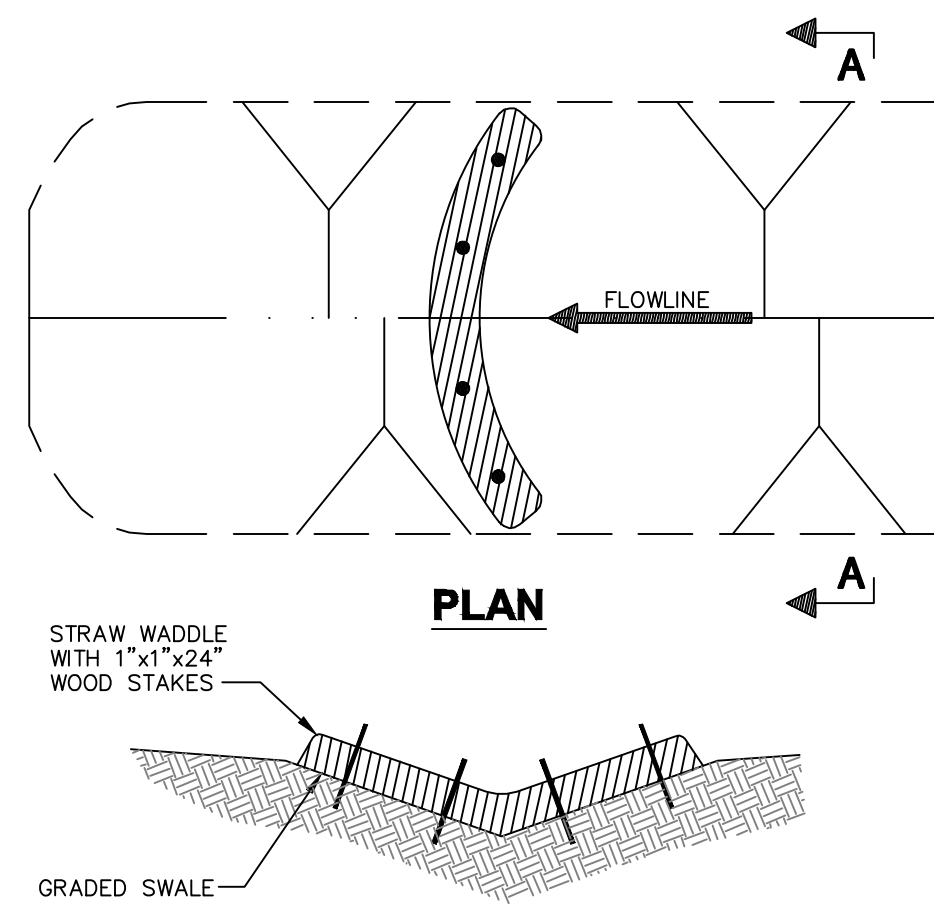 A
FLOWLINE
A
PLAN
STRAW WADDLE
WITH 1”x1”x24”
WOOD STAKES
GRADED SWALE